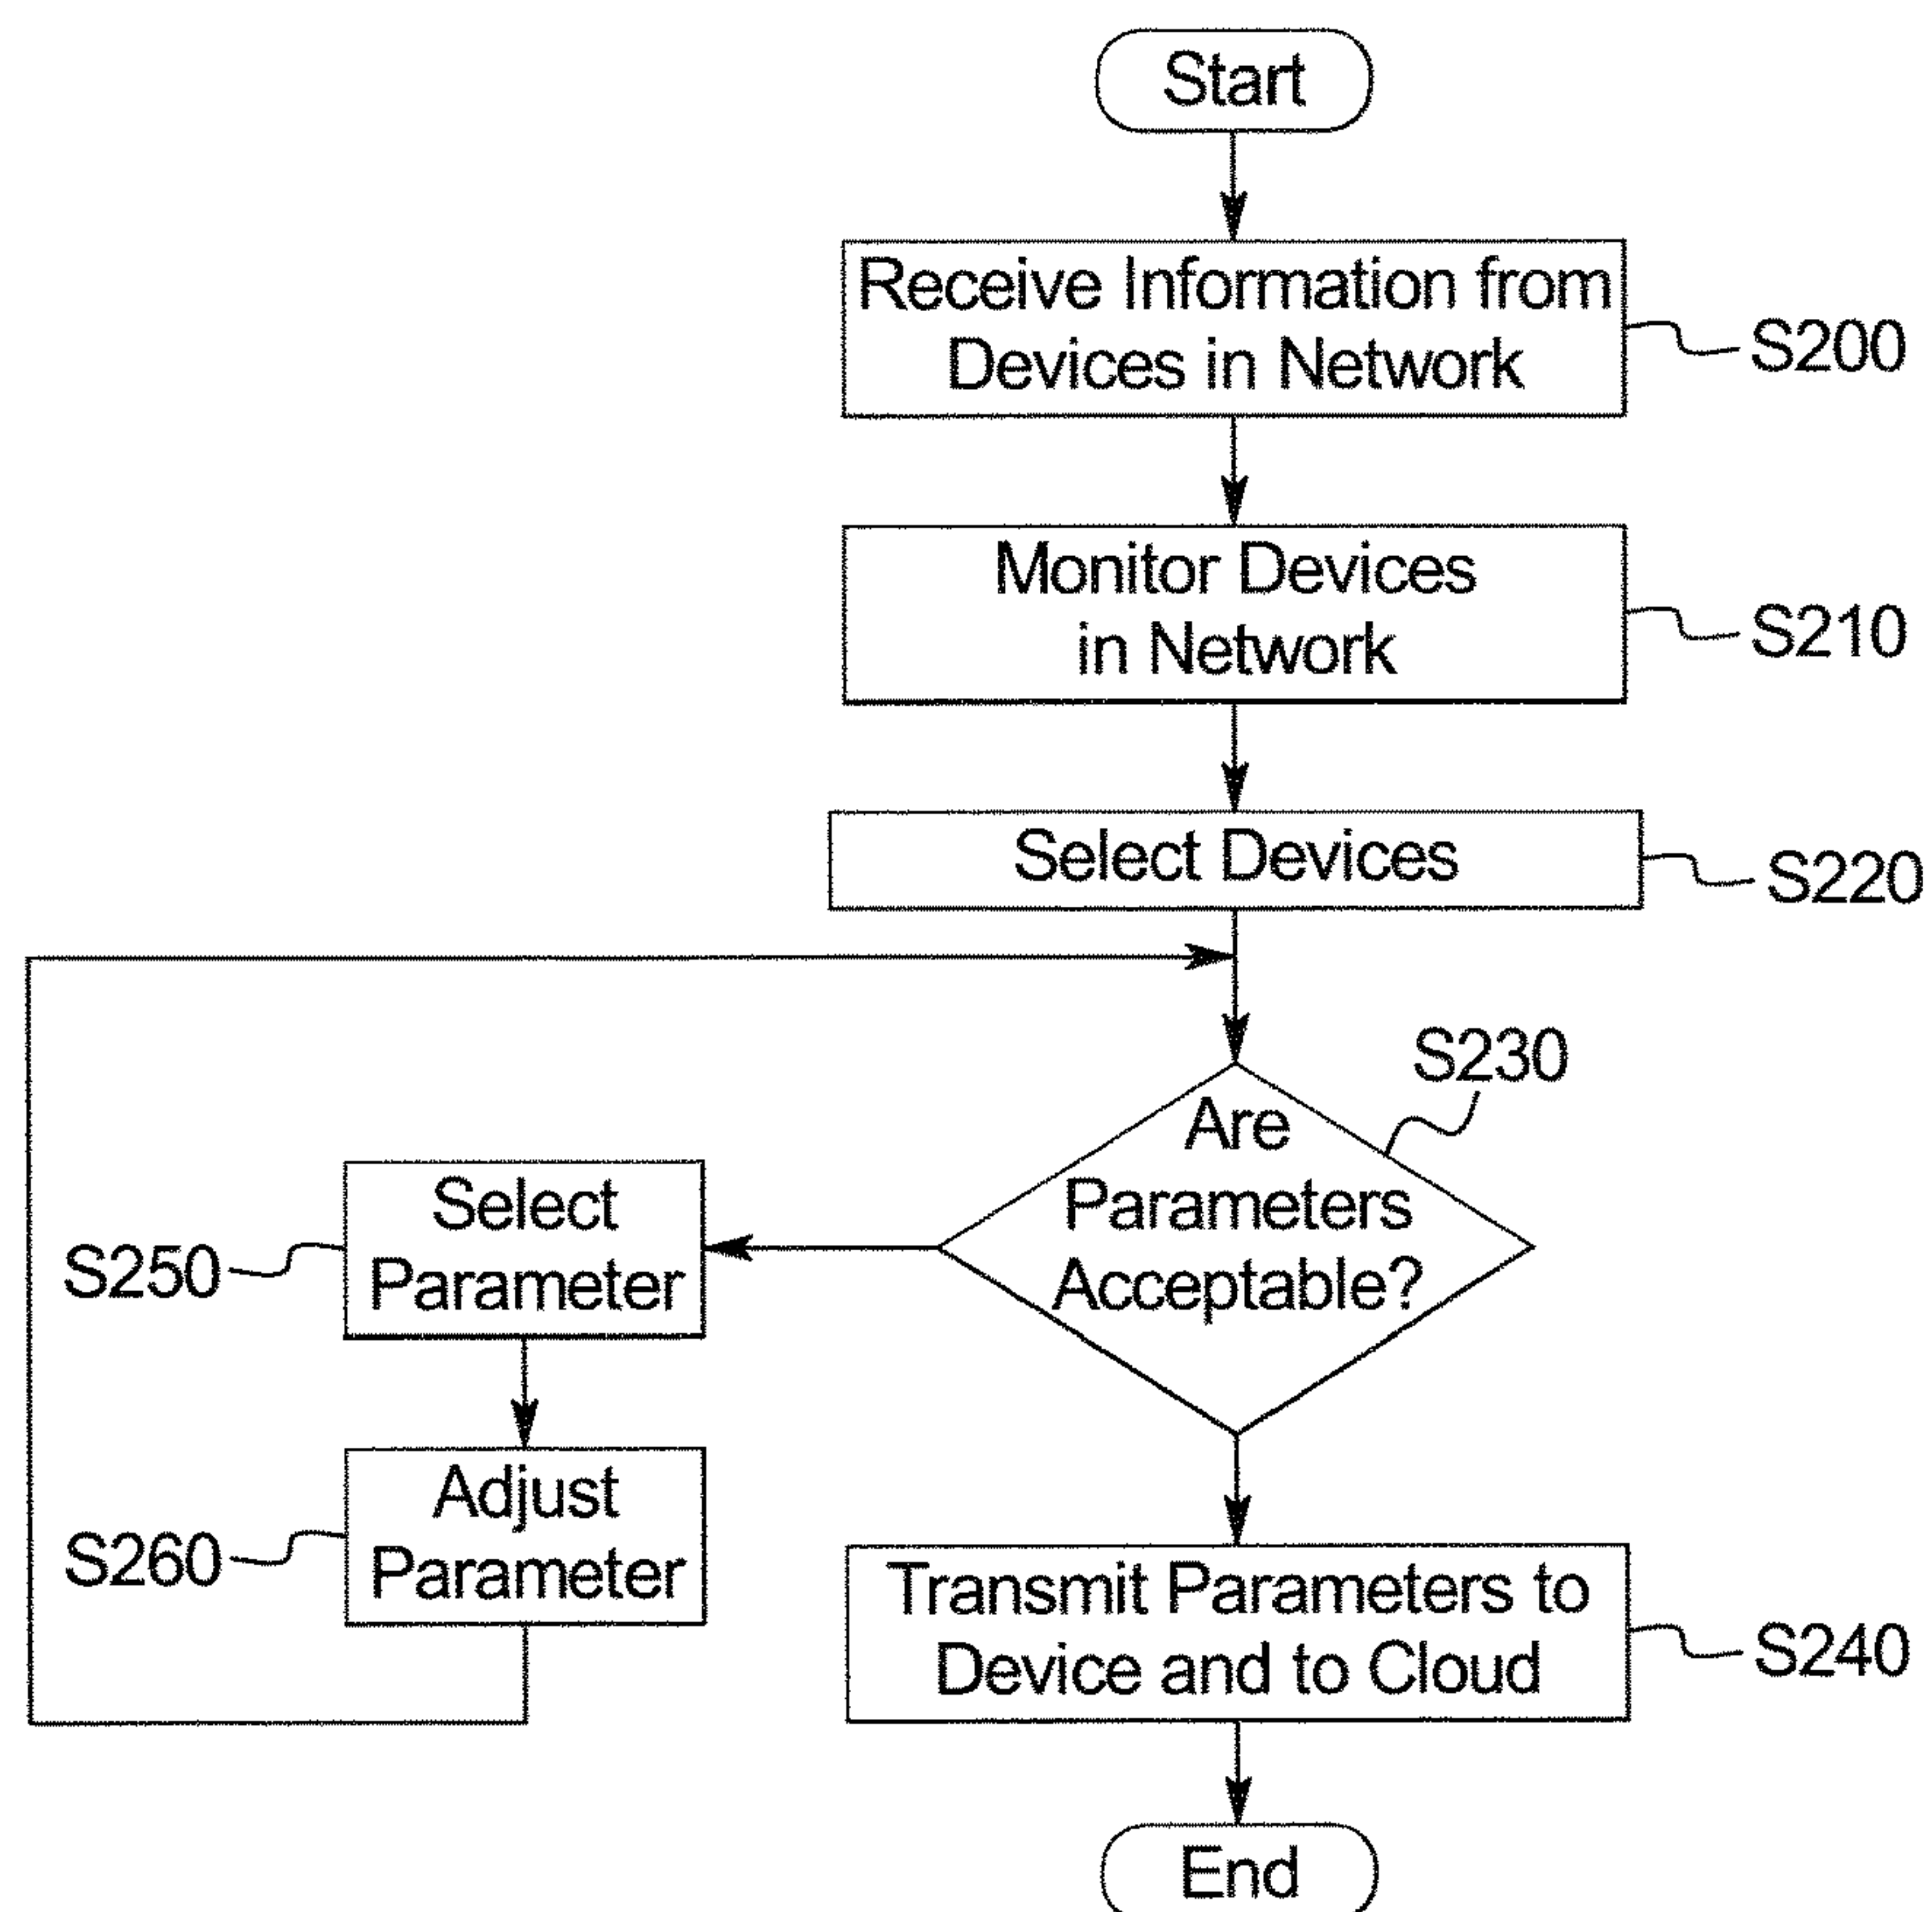 Start
Receive Information from
Devices in Network
S200
Monitor Devices
in Network
S210
Select Devices
S220
S230
Are
Parameters
Acceptable?
Select
Parameter
S250
Adjust
Parameter
S260
Transmit Parameters to
Device and to Cloud
S240
End